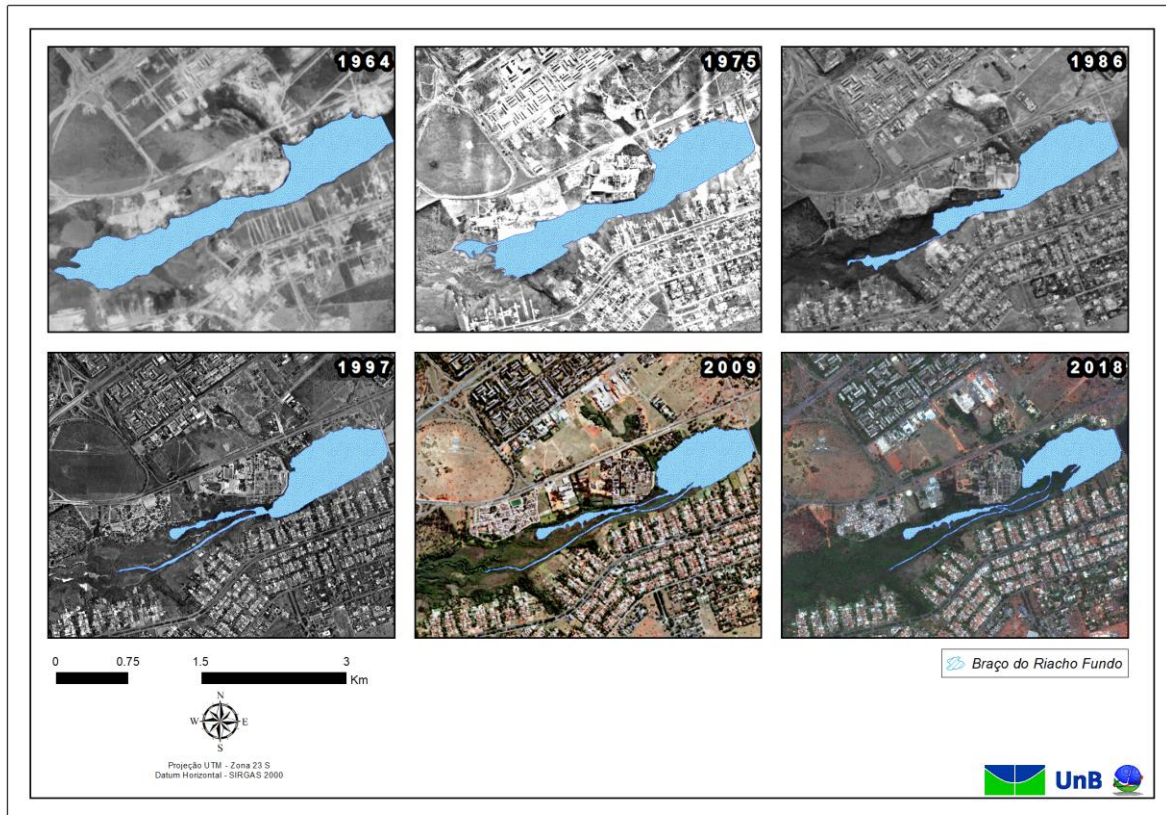 1964
1975
1986
1997
2009
2018
0 0.75 1.5 3
Km
N
W E
S
Projeção UTM - Zona 23 S
Datum Horizontal - SIRGAS 2000
Braço do Riacho Fundo
UnB